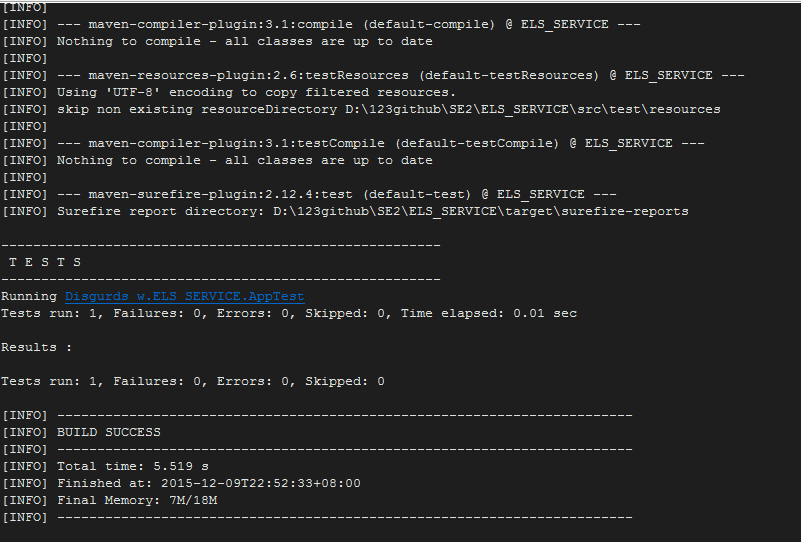 [INFO]
[INFO] --- maven-compiler-plugin:3.1:compile (default-compile) @ ELS_SERVICE ---
[INFO] Nothing to compile - all classes are up to date
[INFO]
[INFO] --- maven-resources-plugin:2.6:testResources (default-testResources) @ ELS_SERVICE ---
[INFO] Using 'UTF-8' encoding to copy filtered resources.
[INFO] skip non existing resourceDirectory D:\123github\SE2\ELS_SERVICE\src\test\resources
[INFO]
[INFO] --- maven-compiler-plugin:3.1:testCompile (default-testCompile) @ ELS_SERVICE ---
[INFO] Nothing to compile - all classes are up to date
[INFO]
[INFO] --- maven-surefire-plugin:2.12.4:test (default-test) @ ELS_SERVICE ---
[INFO] Surefire report directory: D:\123github\SE2\ELS_SERVICE\target\surefire-reports
-------------------------------------------------------
T E S T S
-------------------------------------------------------
Running Disgurds_w.ELS_SERVICE.AppTest
Tests run: 1, Failures: 0, Errors: 0, Skipped: 0, Time elapsed: 0.01 sec
Results :
Tests run: 1, Failures: 0, Errors: 0, Skipped: 0
[INFO] ------------------------------------------------------------------------
[INFO] BUILD SUCCESS
[INFO] ------------------------------------------------------------------------
[INFO] Total time: 5.519 s
[INFO] Finished at: 2015-12-09T22:52:33+08:00
[INFO] Final Memory: 7M/18M
[INFO] ------------------------------------------------------------------------